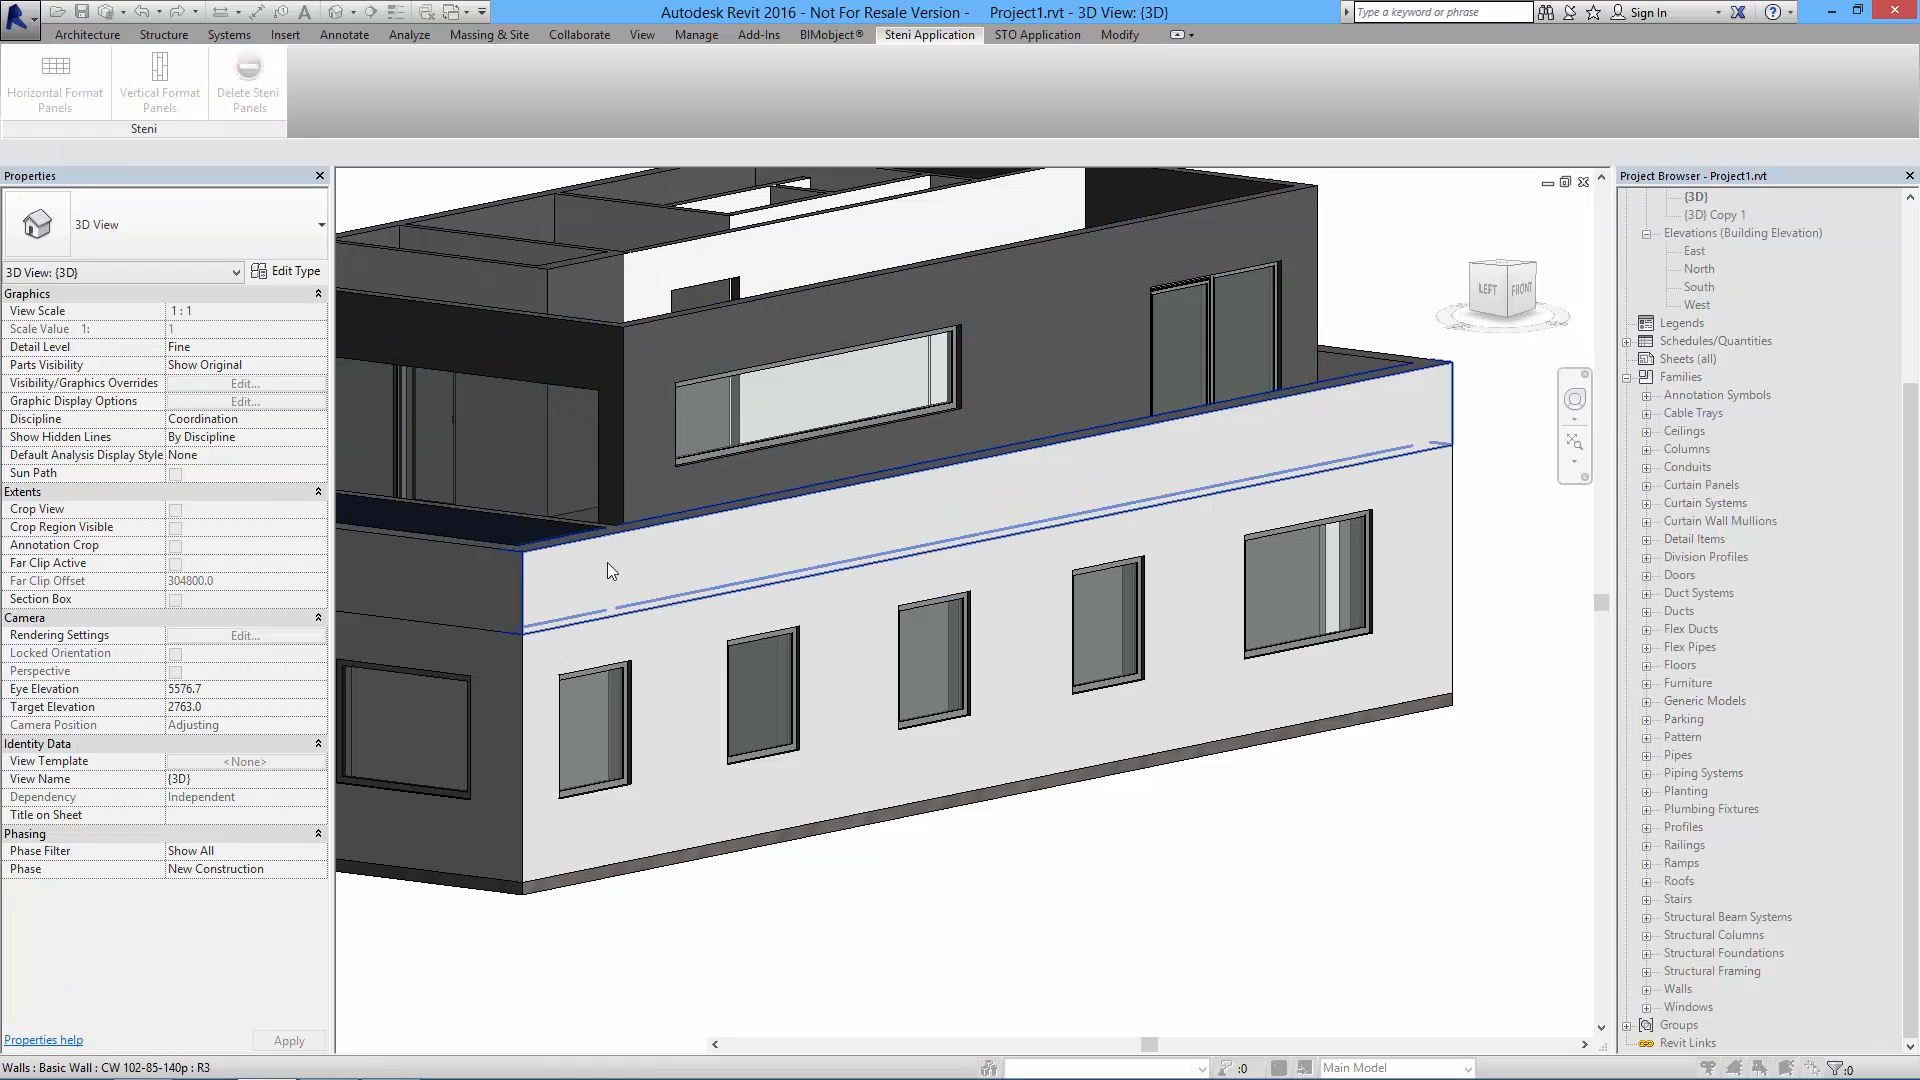 Autodesk Revit 2016 - Not For Resale Version - Project1.rvt - 3D View: {3D}
Type a keyword or phrase
Sign In
Architecture Structure Systems Insert Annotate Analyze Massing & Site Collaborate View Manage Add-Ins BIMobject® Steni Application STO Application Modify
Horizontal Format Panels
Vertical Format Panels
Delete Steni Panels
Steni
Properties
3D View
3D View: {3D}
Edit Type
Graphics
View Scale 1 : 1
Scale Value 1: 1
Detail Level Fine
Parts Visibility Show Original
Visibility/Graphics Overrides Edit...
Graphic Display Options Edit...
Discipline Coordination
Show Hidden Lines By Discipline
Default Analysis Display Style None
Sun Path
Extents
Crop View
Crop Region Visible
Annotation Crop
Far Clip Active
Far Clip Offset 304800.0
Section Box
Camera
Rendering Settings Edit...
Locked Orientation
Perspective
Eye Elevation 5576.7
Target Elevation 2763.0
Camera Position Adjusting
Identity Data
View Template <None>
View Name {3D}
Dependency Independent
Title on Sheet
Phasing
Phase Filter Show All
Phase New Construction
Properties help
Apply
LEFT FRONT
Project Browser - Project1.rvt
{3D}
{3D} Copy 1
Elevations (Building Elevation)
East
North
South
West
Legends
Schedules/Quantities
Sheets (all)
Families
Annotation Symbols
Cable Trays
Ceilings
Columns
Conduits
Curtain Panels
Curtain Systems
Curtain Wall Mullions
Detail Items
Division Profiles
Doors
Duct Systems
Ducts
Flex Ducts
Flex Pipes
Floors
Furniture
Generic Models
Parking
Pattern
Pipes
Piping Systems
Planting
Plumbing Fixtures
Profiles
Railings
Ramps
Roofs
Stairs
Structural Beam Systems
Structural Columns
Structural Foundations
Structural Framing
Walls
Windows
Groups
Revit Links
Walls : Basic Wall : CW 102-85-140p : R3
:0
Main Model
:0